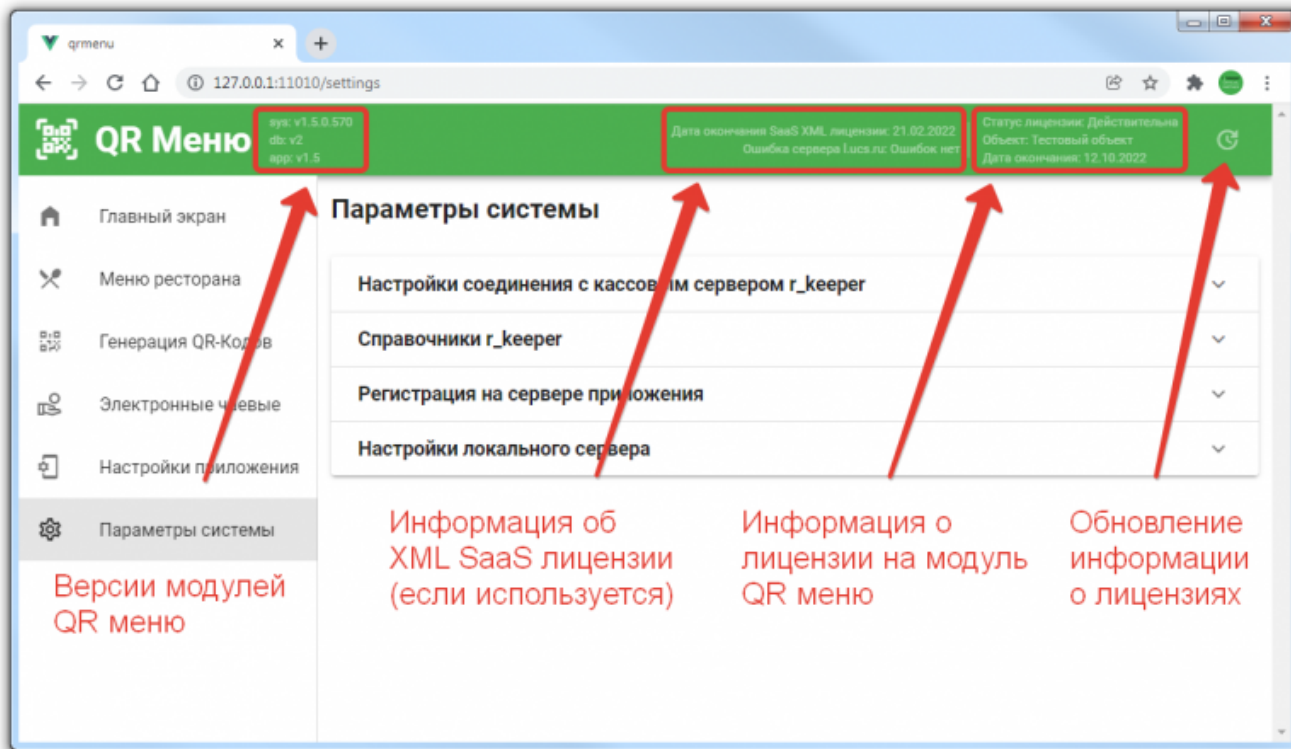 qrmenu
127.0.0.1:11010/settings
QR Меню
sys: v1.5.0.570
db: v2
app: v1.5
Дата окончания SaaS XML лицензии: 21.02.2022
Ошибка сервера l.ucs.ru: Ошибок нет
Статус лицензии: Действительна
Объект: Тестовый объект
Дата окончания: 12.10.2022
Главный экран
Меню ресторана
Генерация QR-Кодов
Электронные чаевые
Настройки приложения
Параметры системы
Параметры системы
Настройки соединения с кассовым сервером r_keeper
Справочники r_keeper
Регистрация на сервере приложения
Настройки локального сервера
Версии модулей
QR меню
Информация об
XML SaaS лицензии
(если используется)
Информация о
лицензии на модуль
QR меню
Обновление
информации
о лицензиях